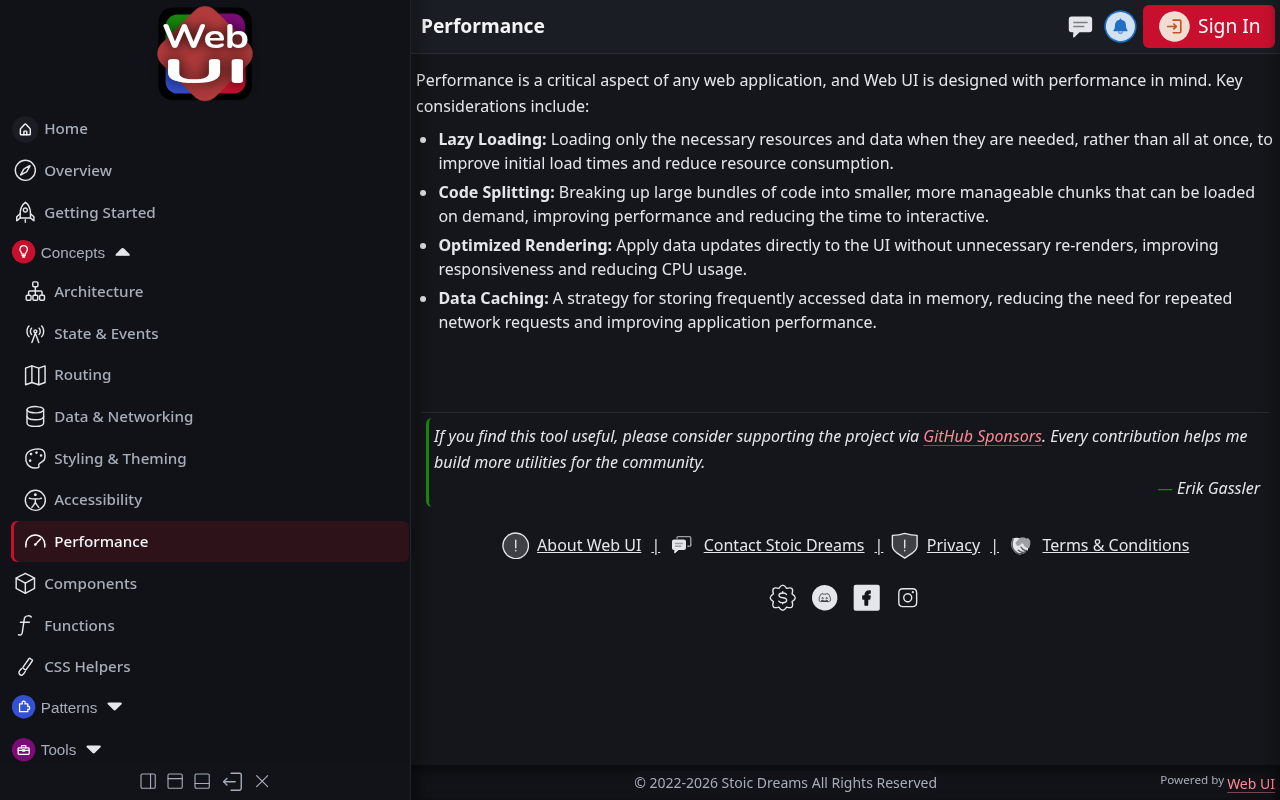 Web
UI
Home
Overview
Getting Started
Concepts
Architecture
State & Events
Routing
Data & Networking
Styling & Theming
Accessibility
Performance
Components
Functions
CSS Helpers
Patterns
Tools
Performance
Sign In
Performance is a critical aspect of any web application, and Web UI is designed with performance in mind. Key
considerations include:
Lazy Loading: Loading only the necessary resources and data when they are needed, rather than all at once, to
improve initial load times and reduce resource consumption.
Code Splitting: Breaking up large bundles of code into smaller, more manageable chunks that can be loaded
on demand, improving performance and reducing the time to interactive.
Optimized Rendering: Apply data updates directly to the UI without unnecessary re-renders, improving
responsiveness and reducing CPU usage.
Data Caching: A strategy for storing frequently accessed data in memory, reducing the need for repeated
network requests and improving application performance.
If you find this tool useful, please consider supporting the project via GitHub Sponsors. Every contribution helps me
build more utilities for the community.
— Erik Gassler
About Web UI | Contact Stoic Dreams | Privacy | Terms & Conditions
© 2022-2026 Stoic Dreams All Rights Reserved
Powered by Web UI